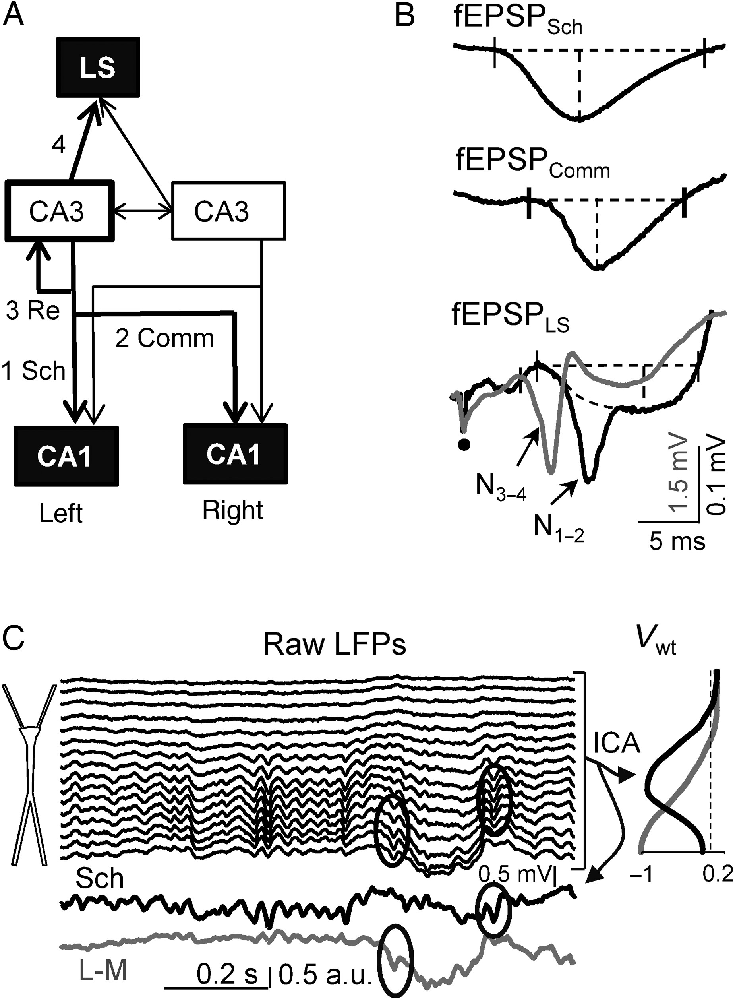 A
LS
4
CA3
CA3
3 Re
2 Comm
1 Sch
CA1
CA1
Left
Right
B
fEPSPSch
fEPSPComm
fEPSPLS
N3–4
N1–2
1.5 mV
0.1 mV
5 ms
C
Raw LFPs
Vwt
ICA
Sch
0.5 mV
–1
0.2
L-M
0.2 s
0.5 a.u.